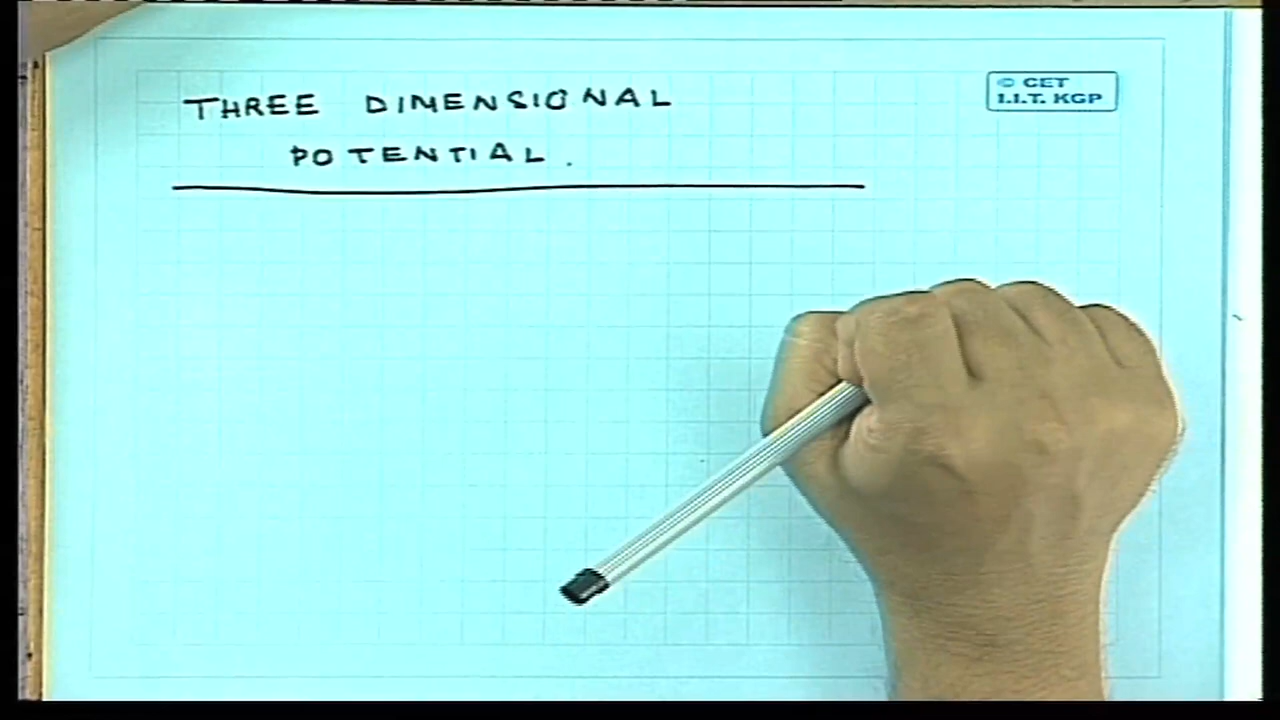 THREE DIMENSIONAL
POTENTIAL.
© CET
I.I.T. KGP